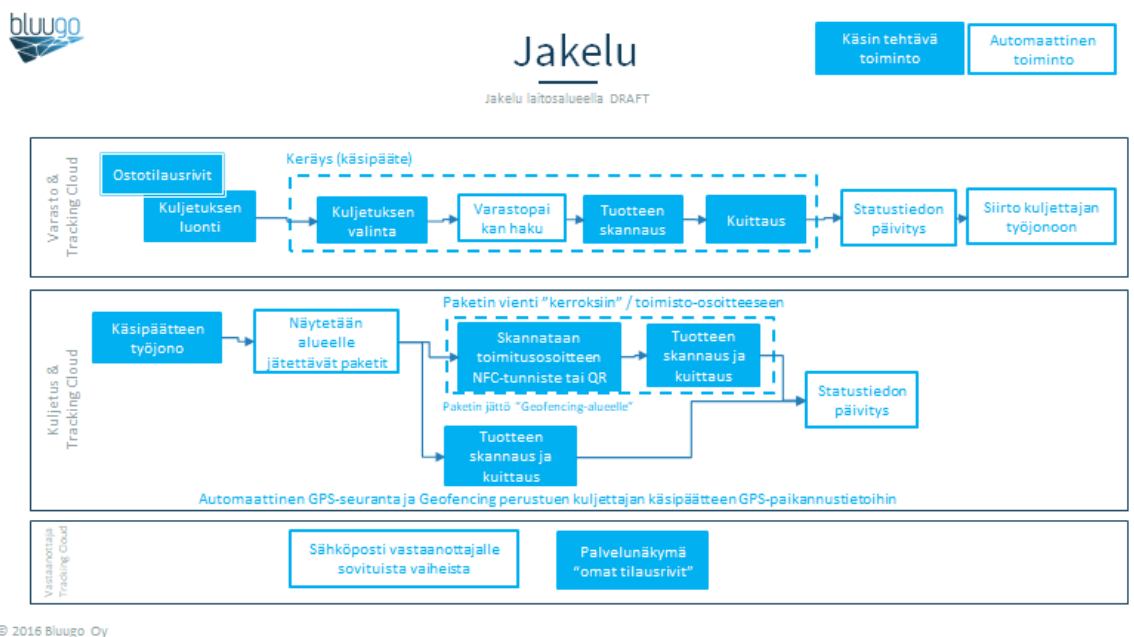 bluugo
Jakelu
Jakelu laitosalueella DRAFT
Käsin tehtävä
toiminto
Automaattinen
toiminto
Varasto &
Tracking Cloud
Ostotilausrivit
Kuljetuksen
luonti
Keräys (käsipääte)
Kuljetuksen
valinta
Varastopai
kan haku
Tuotteen
skannaus
Kuittaus
Statustiedon
päivitys
Siirto kuljettajan
työjonoon
Kuljetus &
Tracking Cloud
Käsipäätteen
työjono
Näytetään
alueelle
jätettävät paketit
Paketin vienti ”kerroksiin” / toimisto-osoitteeseen
Skannataan
toimitusosoitteen
NFC-tunniste tai QR
Tuotteen
skannaus ja
kuittaus
Paketin jättö ”Geofencing-alueelle”
Tuotteen
skannaus ja
kuittaus
Statustiedon
päivitys
Automaattinen GPS-seuranta ja Geofencing perustuen kuljettajan käsipäätteen GPS-paikannustietoihin
Vastaanottaja
Tracking Cloud
Sähköposti vastaanottajalle
sovituista vaiheista
Palvelunäkymä
”omat tilausrivit”
© 2016 Bluugo Oy